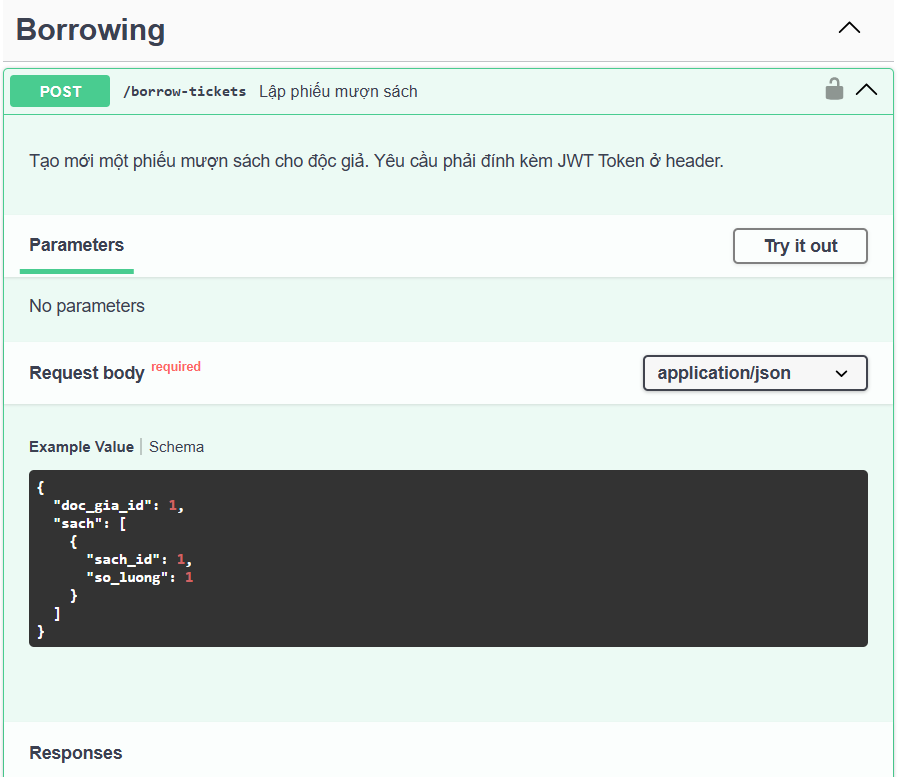 Borrowing
POST /borrow-tickets Lập phiếu mượn sách
Tạo mới một phiếu mượn sách cho độc giả. Yêu cầu phải đính kèm JWT Token ở header.
Parameters Try it out
No parameters
Request body required application/json
Example Value Schema
{
  "doc_gia_id": 1,
  "sach": [
    {
      "sach_id": 1,
      "so_luong": 1
    }
  ]
}
Responses